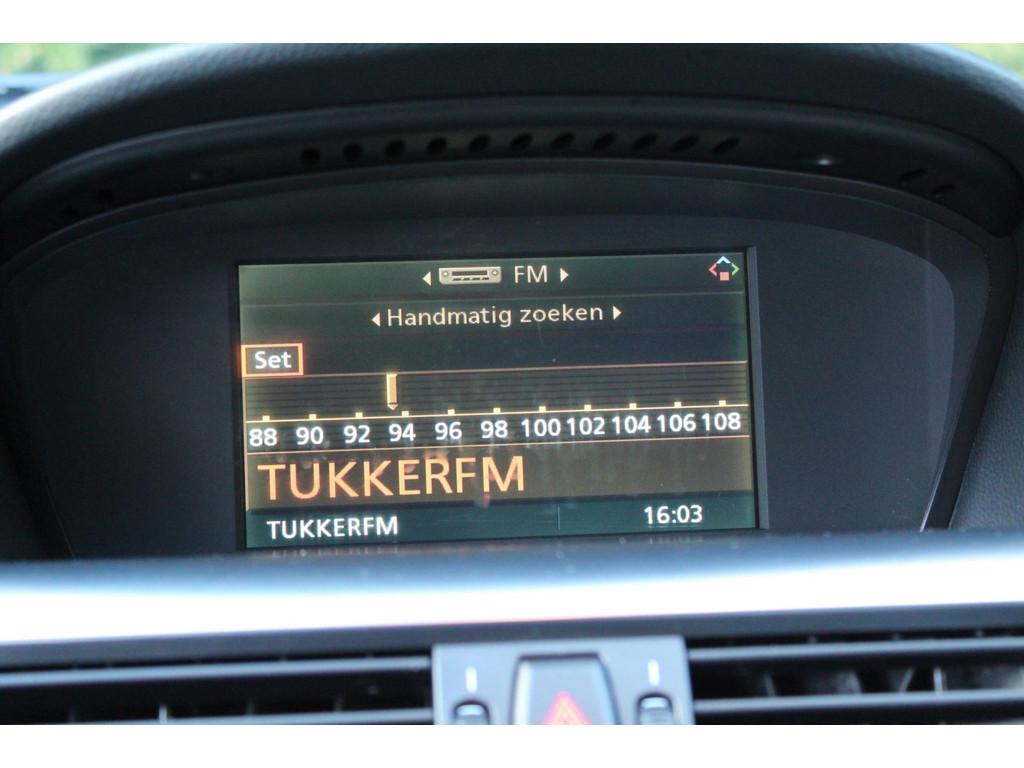 FM
Handmatig zoeken
Set
88 90 92 94 96 98 100 102 104 106 108
TUKKERFM
TUKKERFM 16:03